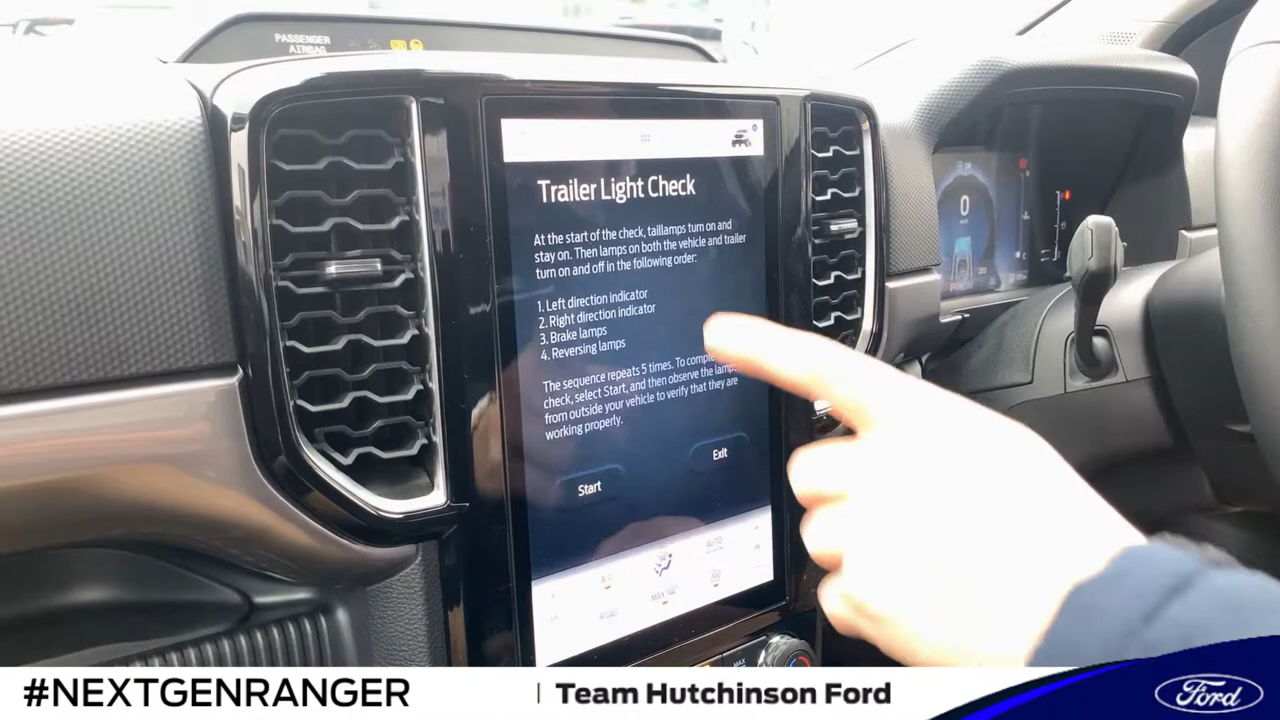 PASSENGER
AIRBAG
Trailer Light Check
At the start of the check, taillamps turn on and
stay on. Then lamps on both the vehicle and trailer
turn on and off in the following order:
1. Left direction indicator
2. Right direction indicator
3. Brake lamps
4. Reversing lamps
The sequence repeats 5 times. To comple
check, select Start, and then observe the lamps
from outside your vehicle to verify that they are
working properly.
Exit
Start
A/C
AUTO
MAX
MAX
0
#NEXTGENRANGER
| Team Hutchinson Ford
Ford